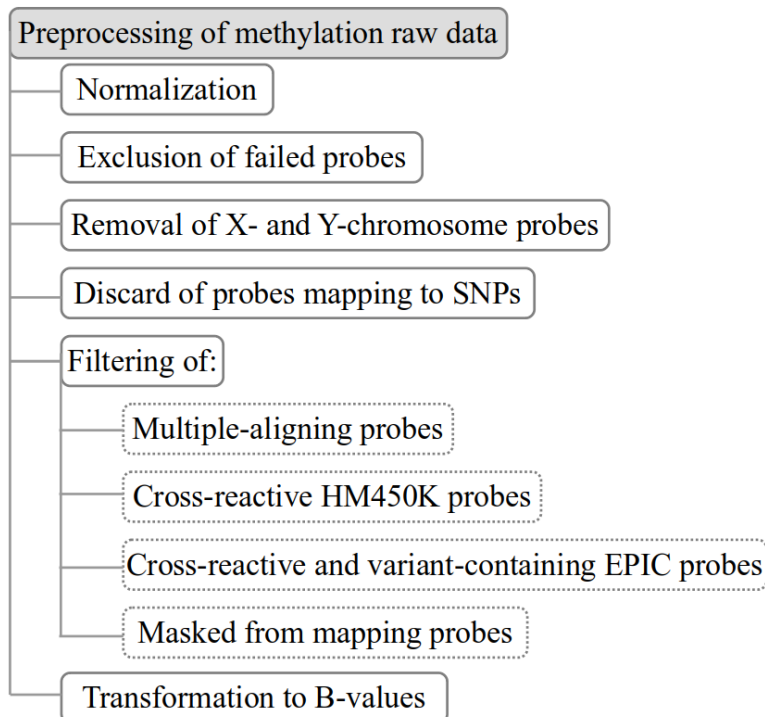 Preprocessing of methylation raw data
Normalization
Exclusion of failed probes
Removal of X- and Y-chromosome probes
Discard of probes mapping to SNPs
Filtering of:
Multiple-aligning probes
Cross-reactive HM450K probes
Cross-reactive and variant-containing EPIC probes
Masked from mapping probes
Transformation to B-values